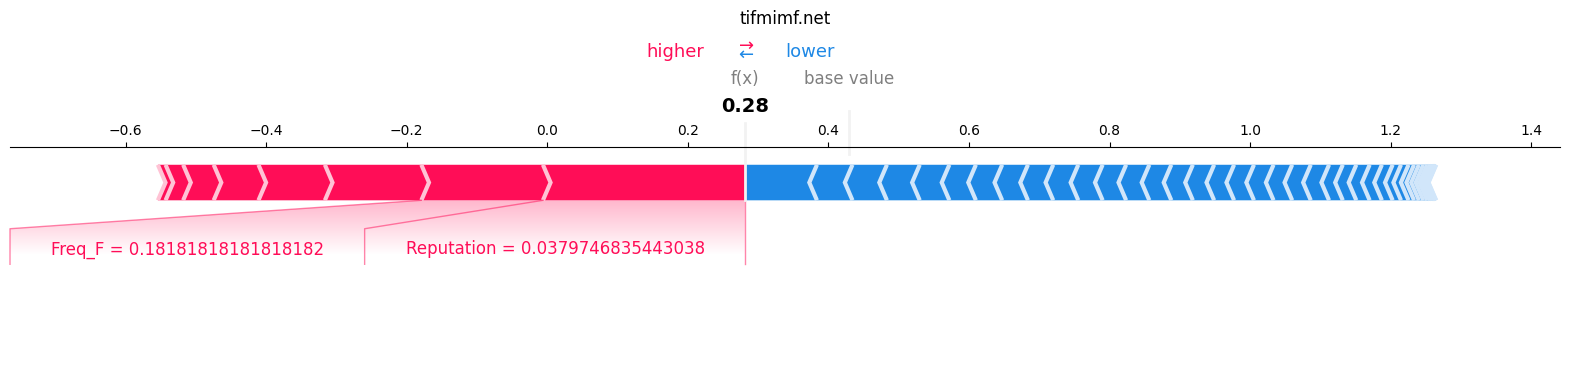 tifmimf.net
higher → ← lower
f(x) base value
0.28
−0.6 −0.4 −0.2 0.0 0.2 0.4 0.6 0.8 1.0 1.2 1.4
Freq_F = 0.18181818181818182 Reputation = 0.0379746835443038